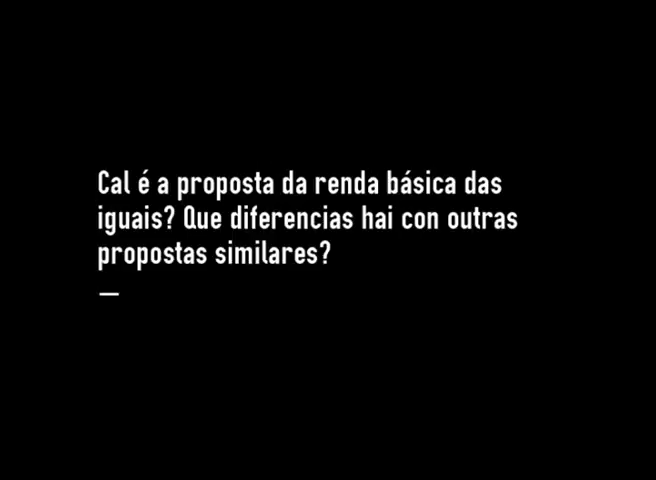 Cal é a proposta da renda básica das
iguais? Que diferencias hai con outras
propostas similares?